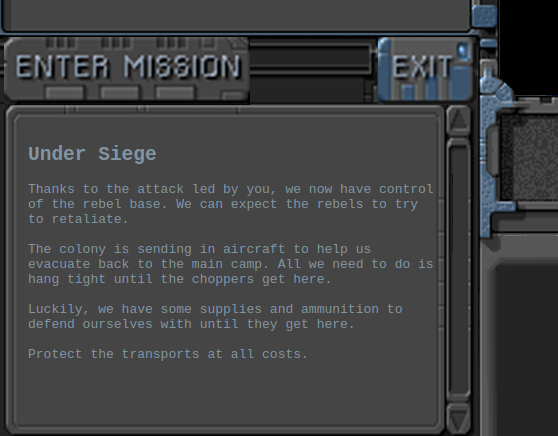 ENTER MISSION
EXIT
Under Siege
Thanks to the attack led by you, we now have control
of the rebel base. We can expect the rebels to try
to retaliate.
The colony is sending in aircraft to help us
evacuate back to the main camp. All we need to do is
hang tight until the choppers get here.
Luckily, we have some supplies and ammunition to
defend ourselves with until they get here.
Protect the transports at all costs.